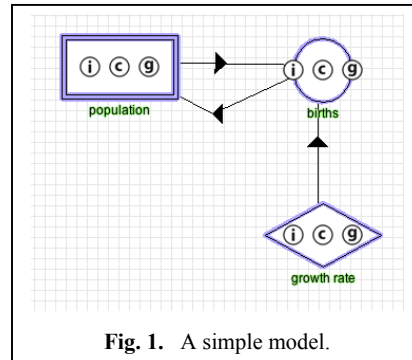 i c g
i c g
population
births
i c g
growth rate
Fig. 1. A simple model.